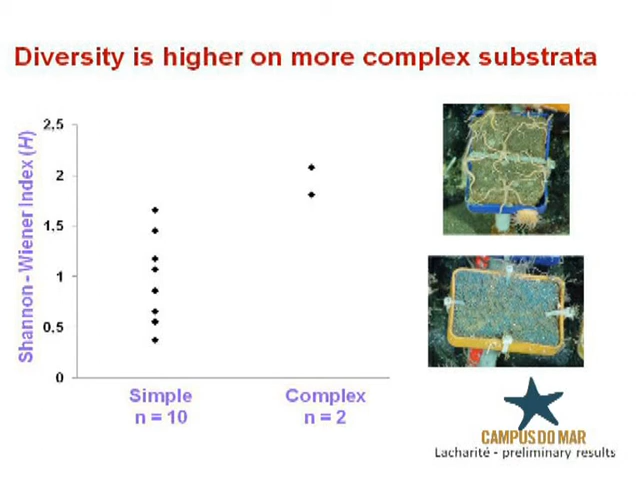 Diversity is higher on more complex substrata
Shannon - Wiener Index (H)
2,5
2
1.5
1
0.5
0
Simple
n = 10
Complex
n = 2
CAMPUS DO MAR
Lacharité - preliminary results